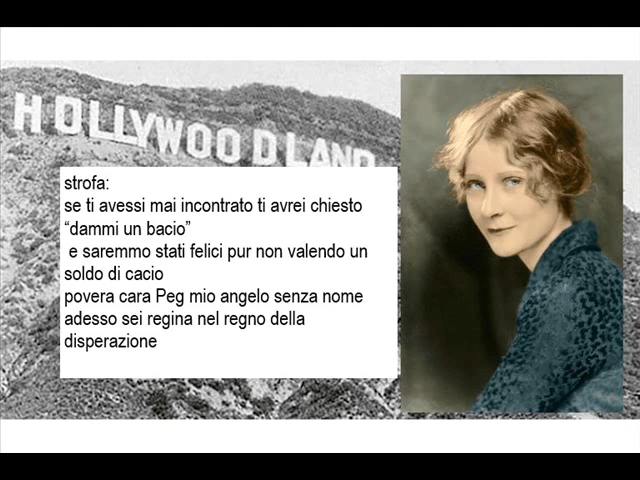 HOLLYWOODLAND
strofa:
se ti avessi mai incontrato ti avrei chiesto
“dammi un bacio”
e saremmo stati felici pur non valendo un
soldo di cacio
povera cara Peg mio angelo senza nome
adesso sei regina nel regno della
disperazione